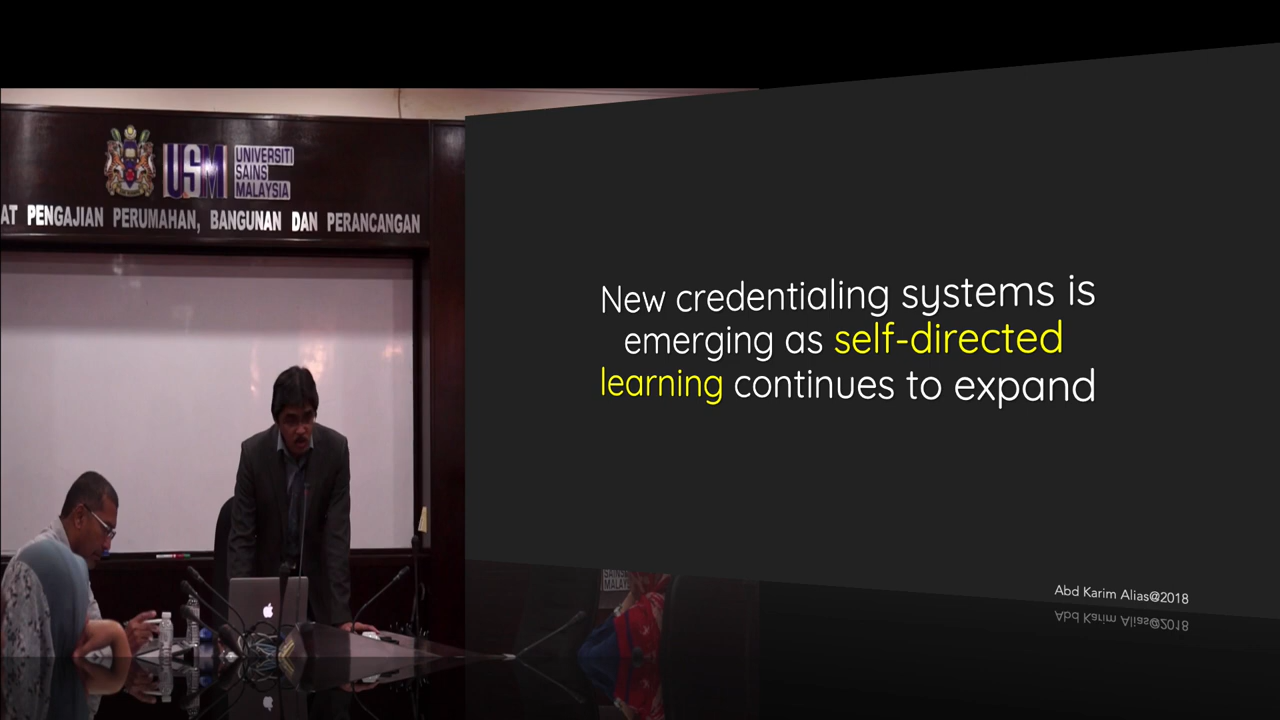 USM
UNIVERSITI
SAINS
MALAYSIA
AT PENGAJIAN PERUMAHAN, BANGUNAN DAN PERANCANGAN
New credentialing systems is
emerging as self-directed
learning continues to expand
Abd Karim Alias@2018